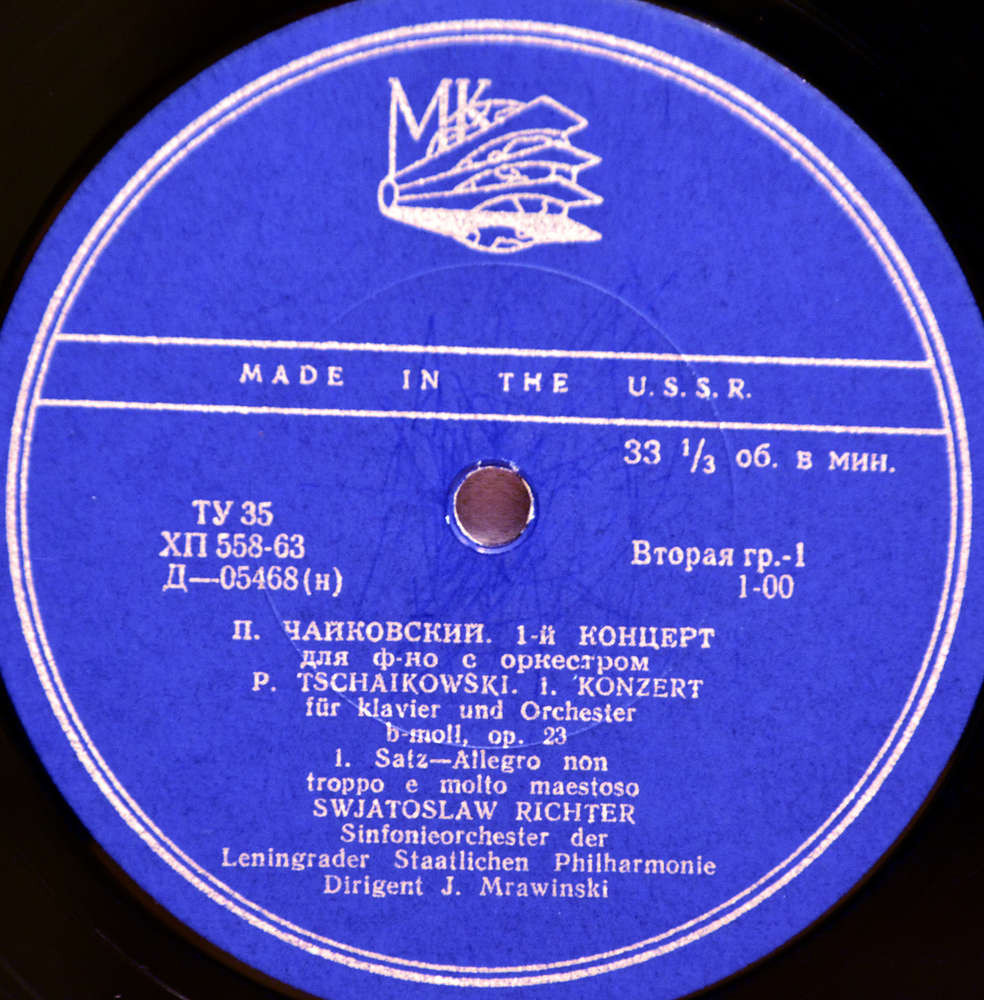 МК
MADE IN THE U.S.S.R.
33 1/3 об. в мин.
ТУ 35
ХП 558-63
Д—05468(н)
Вторая гр.-1
1-00
П. ЧАЙКОВСКИЙ. 1-й КОНЦЕРТ
для ф-но с оркестром
P. TSCHAIKOWSKI. 1. KONZERT
für klavier und Orchester
b-moll, op. 23
1. Satz—Allegro non
troppo e molto maestoso
SWJATOSLAW RICHTER
Sinfonieorchester der
Leningrader Staatlichen Philharmonie
Dirigent J. Mrawinski